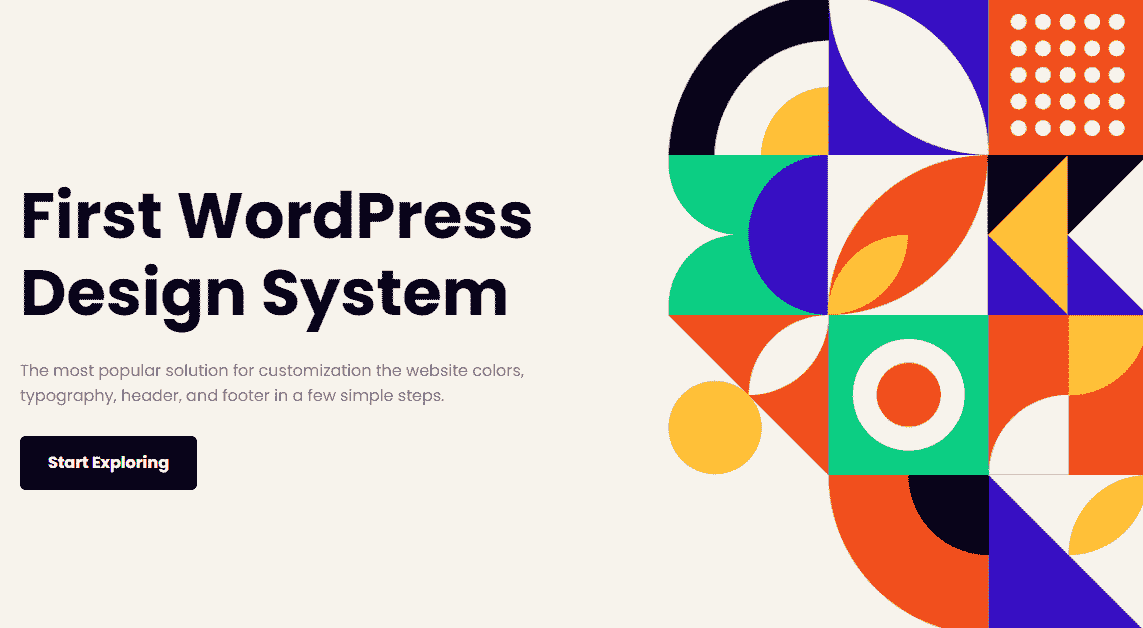 First WordPress
Design System
The most popular solution for customization the website colors,
typography, header, and footer in a few simple steps.
Start Exploring